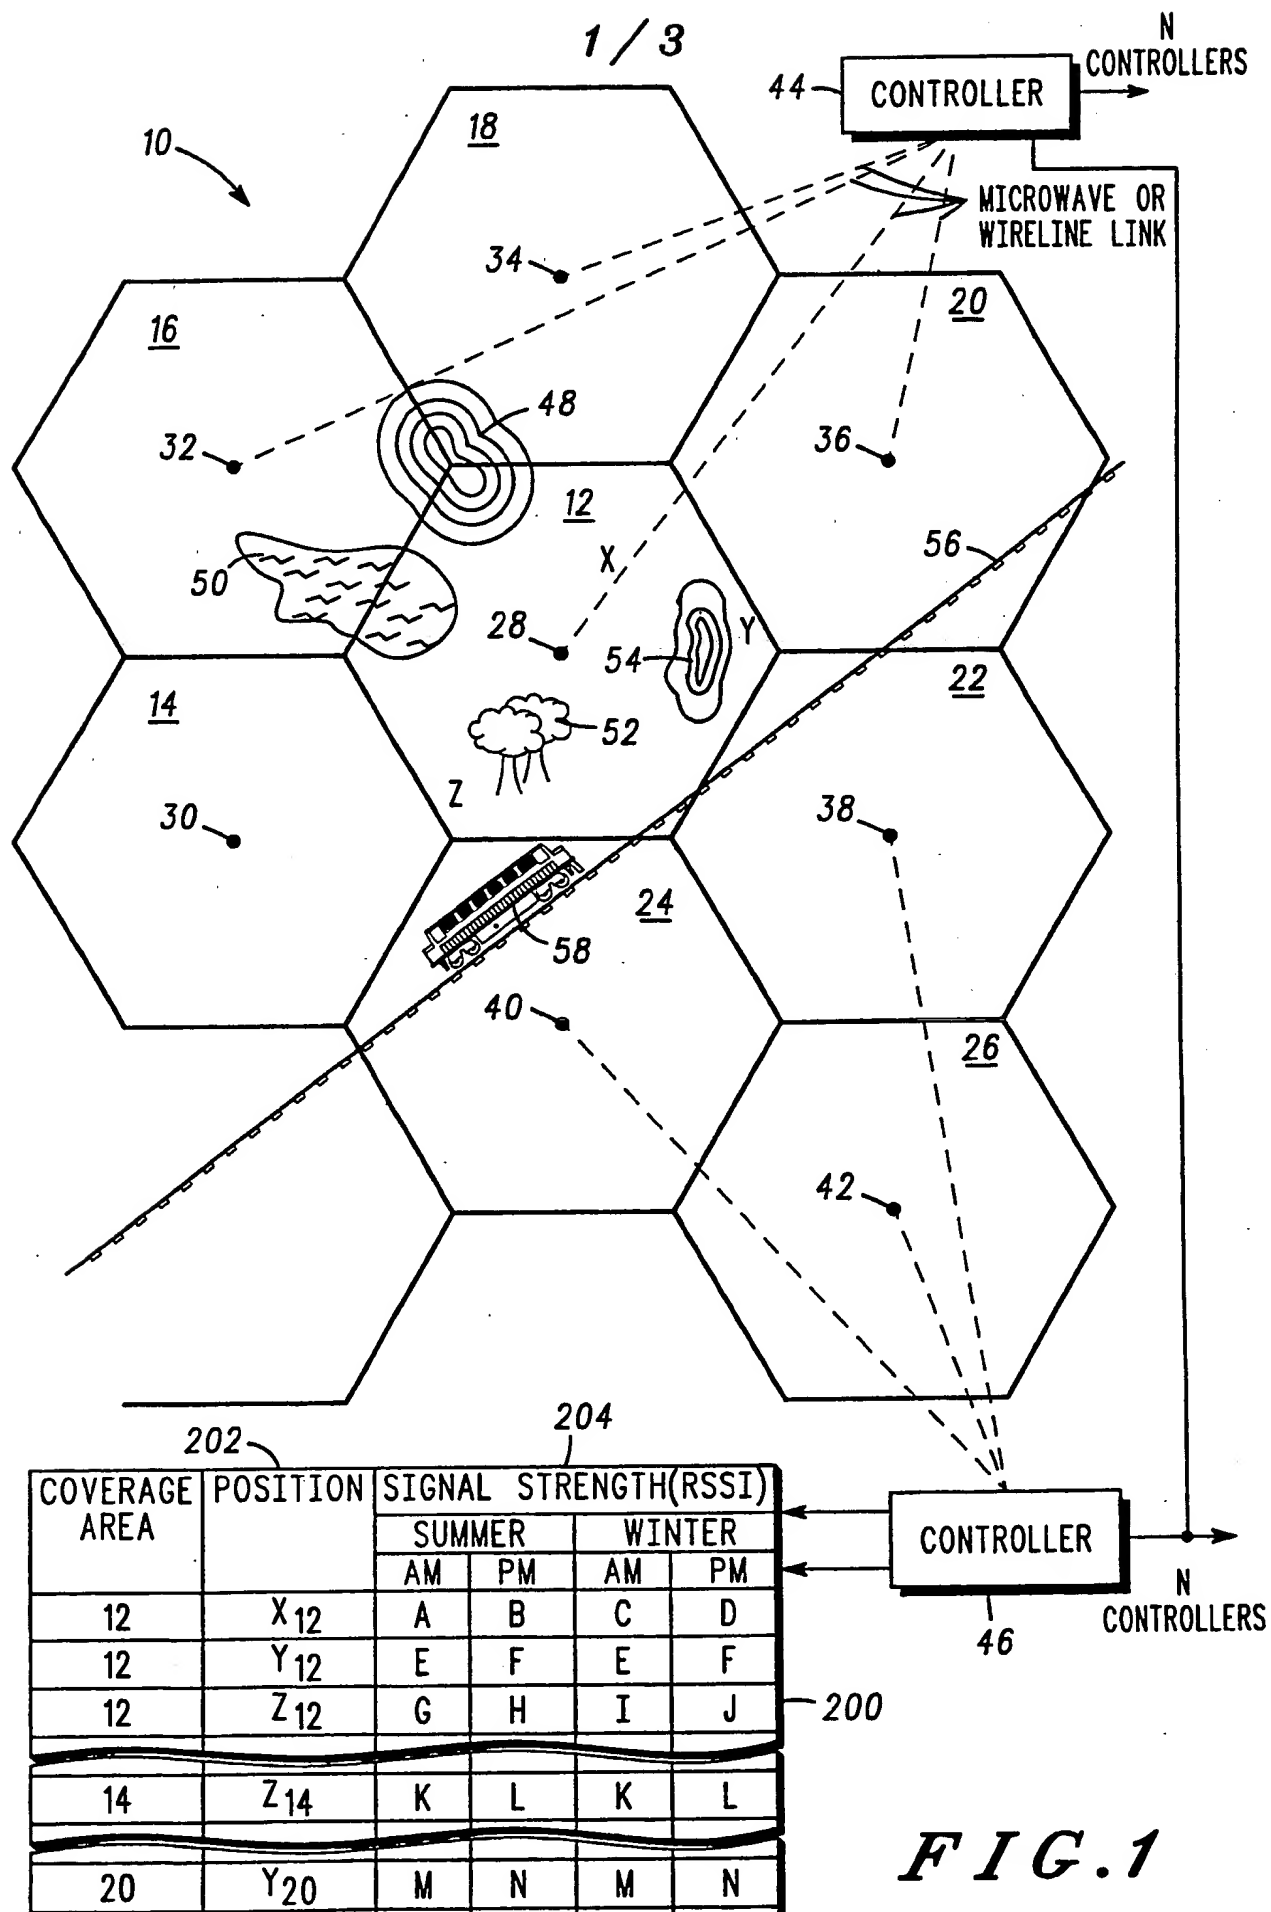 1/3
N
CONTROLLERS
44
CONTROLLER
10
18
MICROWAVE OR
WIRELINE LINK
34
20
16
48
32
36
12
56
50
X
28
Y
54
14
22
52
Z
30
38
24
58
40
26
42
202
204
COVERAGE AREA POSITION SIGNAL STRENGTH(RSSI)
SUMMER WINTER
AM PM AM PM
12 X12 A B C D
12 Y12 E F E F
12 Z12 G H I J
14 Z14 K L K L
20 Y20 M N M N
200
CONTROLLER
46
N
CONTROLLERS
FIG.1